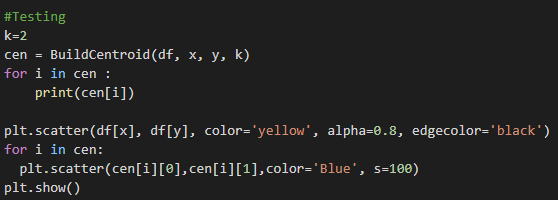 #Testing
k=2
cen = BuildCentroid(df, x, y, k)
for i in cen :
    print(cen[i])

plt.scatter(df[x], df[y], color='yellow', alpha=0.8, edgecolor='black')
for i in cen:
  plt.scatter(cen[i][0],cen[i][1],color='Blue', s=100)
plt.show()